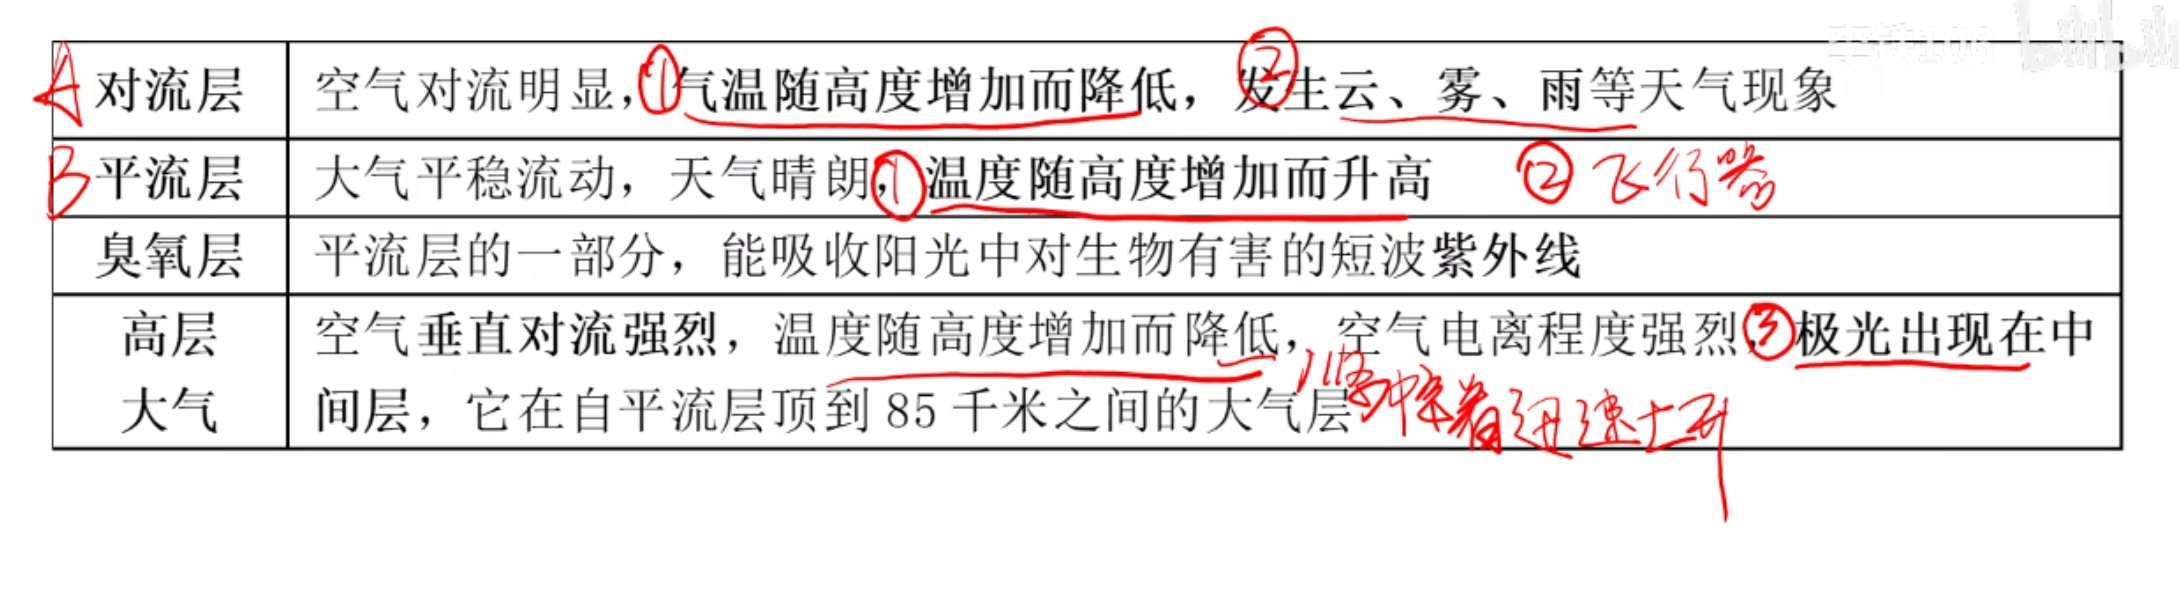 A 对流层 空气对流明显，①气温随高度增加而降低，②发生云、雾、雨等天气现象
B 平流层 大气平稳流动，天气晴朗，①温度随高度增加而升高 ② 飞行器
臭氧层 平流层的一部分，能吸收阳光中对生物有害的短波紫外线
高层 空气垂直对流强烈，温度随高度增加而降低，空气电离程度强烈，③极光出现在中
大气 间层，它在自平流层顶到 85 千米之间的大气层
迅速上升